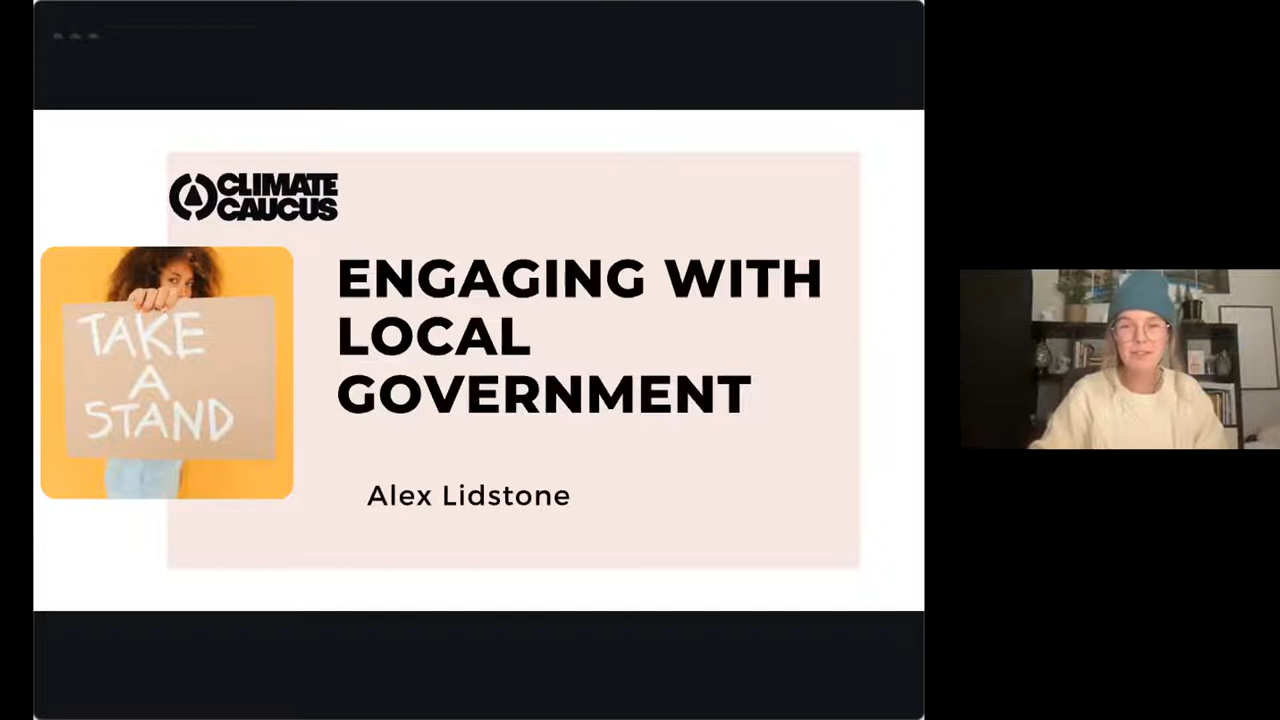 CLIMATE
CAUCUS
TAKE
A
STAND
ENGAGING WITH
LOCAL
GOVERNMENT
Alex Lidstone